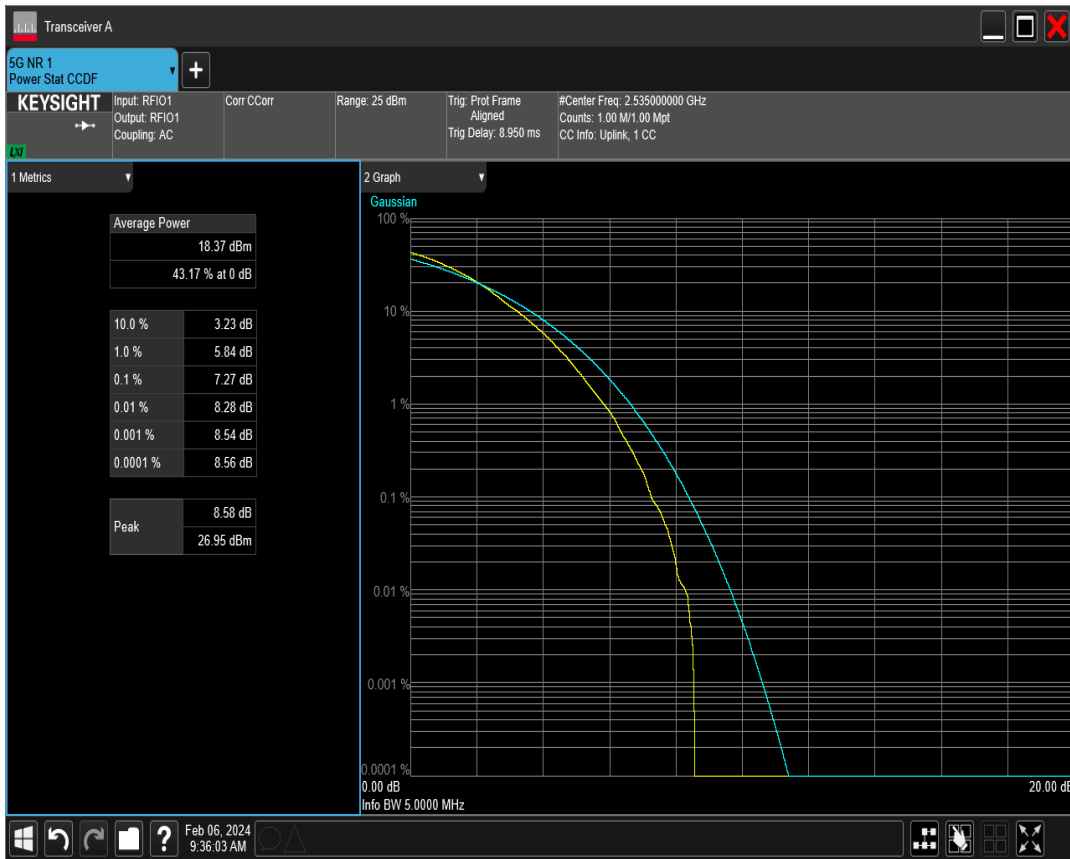 Transceiver A
5G NR 1
Power Stat CCDF
+
KEYSIGHT
LXI
Input: RFIO1
Output: RFIO1
Coupling: AC
Corr CCorr
Range: 25 dBm
Trig: Prot Frame
Aligned
Trig Delay: 8.950 ms
#Center Freq: 2.535000000 GHz
Counts: 1.00 M/1.00 Mpt
CC Info: Uplink, 1 CC
1 Metrics
Average Power
18.37 dBm
43.17 % at 0 dB
10.0 % 3.23 dB
1.0 % 5.84 dB
0.1 % 7.27 dB
0.01 % 8.28 dB
0.001 % 8.54 dB
0.0001 % 8.56 dB
Peak
8.58 dB
26.95 dBm
2 Graph
Gaussian
100 %
10 %
1 %
0.1 %
0.01 %
0.001 %
0.0001 %
0.00 dB
20.00 dB
Info BW 5.0000 MHz
?
Feb 06, 2024
9:36:03 AM